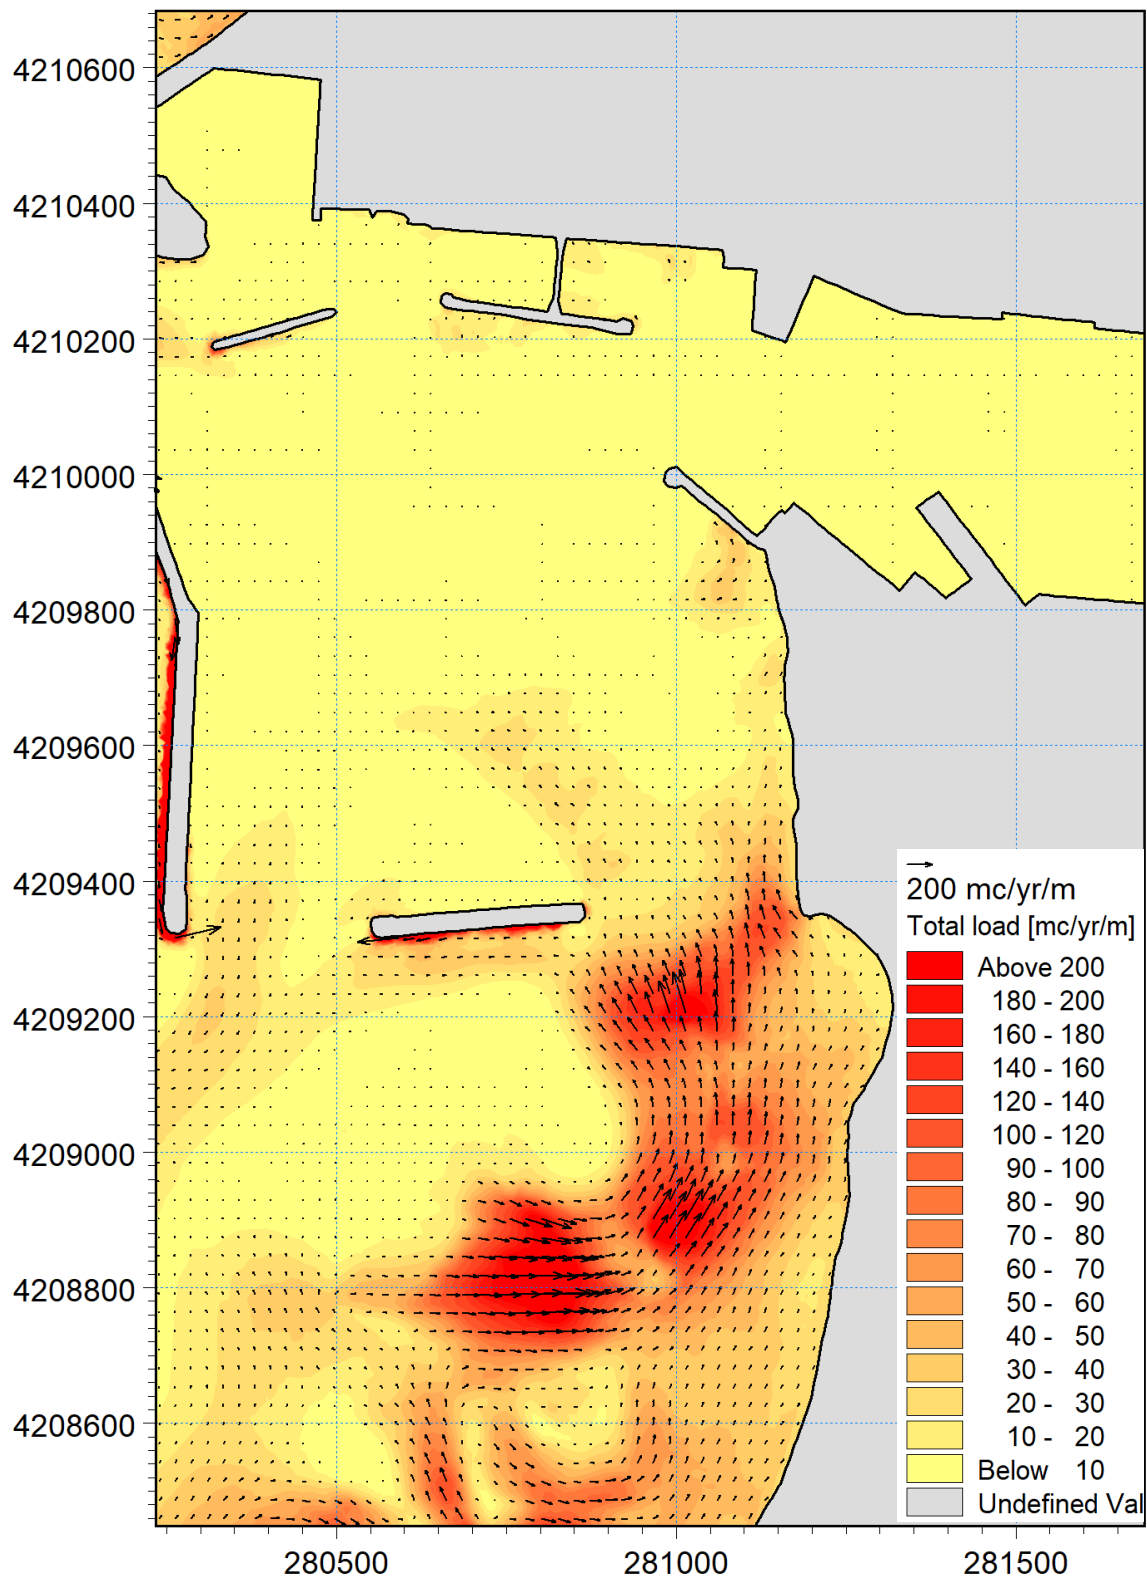 4210600
4210400
4210200
4210000
4209800
4209600
4209400
4209200
4209000
4208800
4208600
280500
281000
281500
200 mc/yr/m
Total load [mc/yr/m]
Above 200
180 - 200
160 - 180
140 - 160
120 - 140
100 - 120
90 - 100
80 - 90
70 - 80
60 - 70
50 - 60
40 - 50
30 - 40
20 - 30
10 - 20
Below 10
Undefined Val